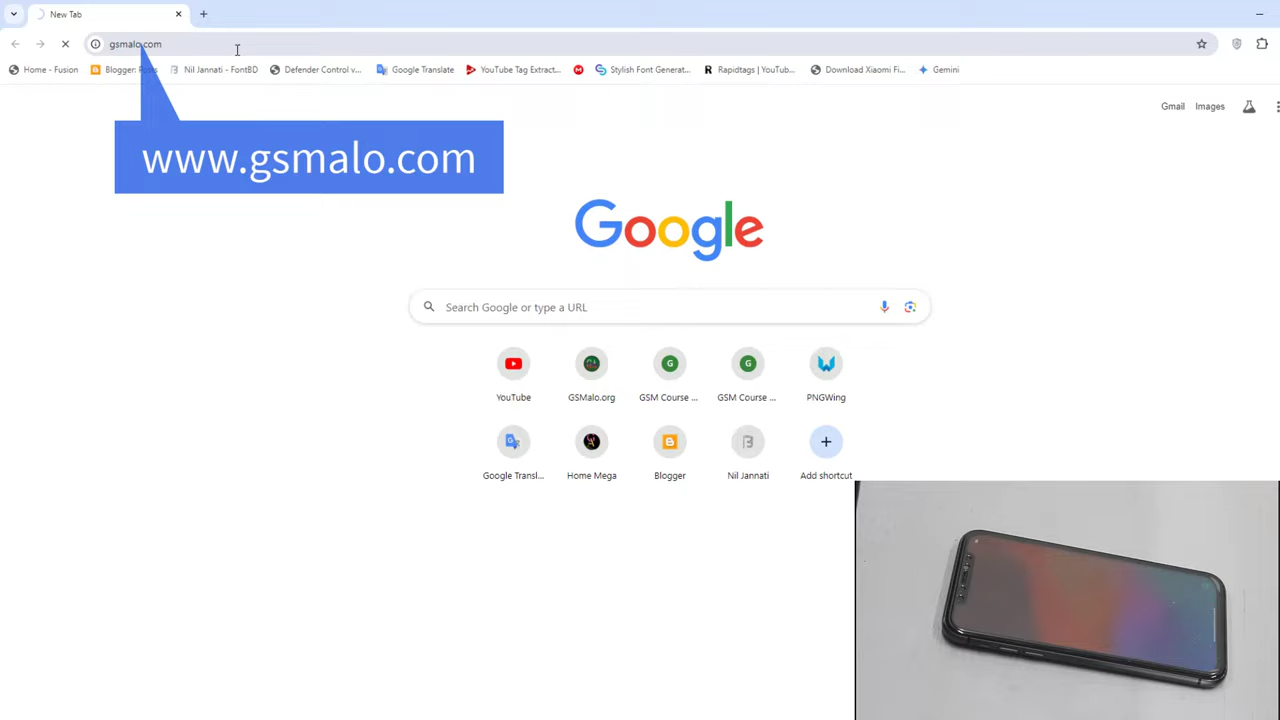 New Tab
gsmalo.com
Home - Fusion
Blogger: Posts
Nil Jannati - FontBD
Defender Control v...
Google Translate
YouTube Tag Extract...
Stylish Font Generat...
Rapidtags | YouTub...
Download Xiaomi Fi...
Gemini
Gmail
Images
www.gsmalo.com
Google
Search Google or type a URL
YouTube
GSMalo.org
GSM Course ...
GSM Course ...
PNGWing
Google Transl...
Home Mega
Blogger
Nil Jannati
Add shortcut